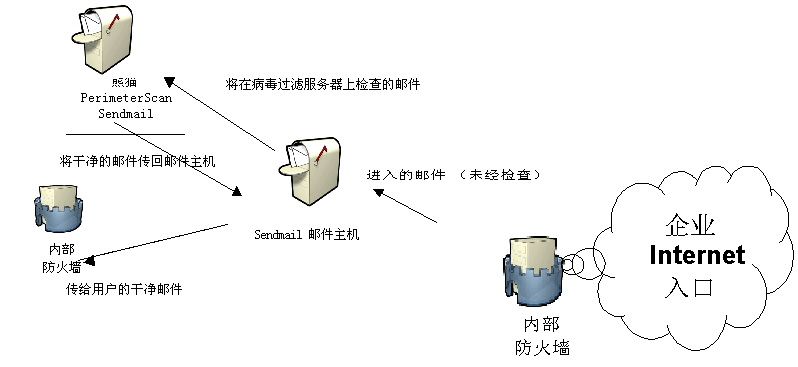 熊猫
PerimeterScan
Sendmail
将在病毒过滤服务器上检查的邮件
将干净的邮件传回邮件主机
进入的邮件 （未经检查）
Sendmail 邮件主机
内部
防火墙
传给用户的干净邮件
企业
Internet
入口
内部
防火墙